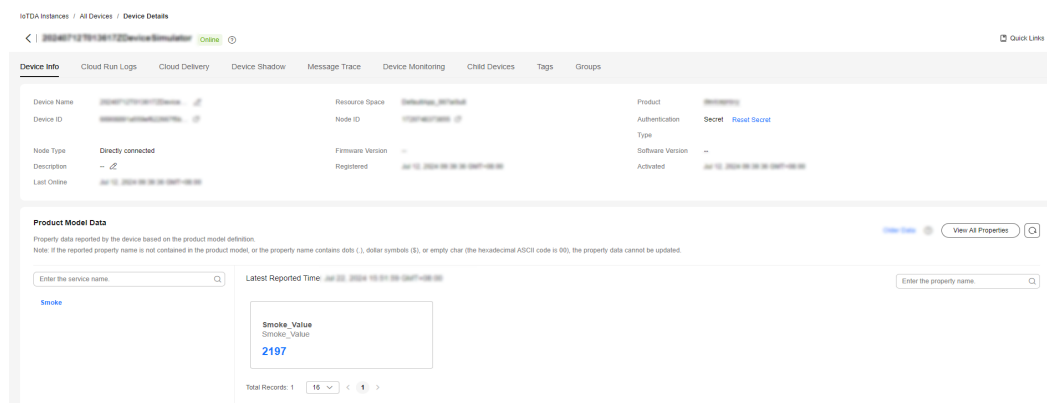 IoTDA Instances / All Devices / Device Details
Online
Quick Links
Device Info Cloud Run Logs Cloud Delivery Device Shadow Message Trace Device Monitoring Child Devices Tags Groups
Device Name Resource Space Product
Device ID Node ID Authentication Type Secret Reset Secret
Node Type Directly connected Firmware Version -- Software Version --
Description -- Registered Activated
Last Online
Product Model Data
View All Properties
Property data reported by the device based on the product model definition.
Note: If the reported property name is not contained in the product model, or the property name contains dots (.), dollar symbols ($), or empty char (the hexadecimal ASCII code is 00), the property data cannot be updated.
Enter the service name.
Latest Reported Time:
Enter the property name.
Smoke
Smoke_Value
Smoke_Value
2197
Total Records: 1 16 < 1 >